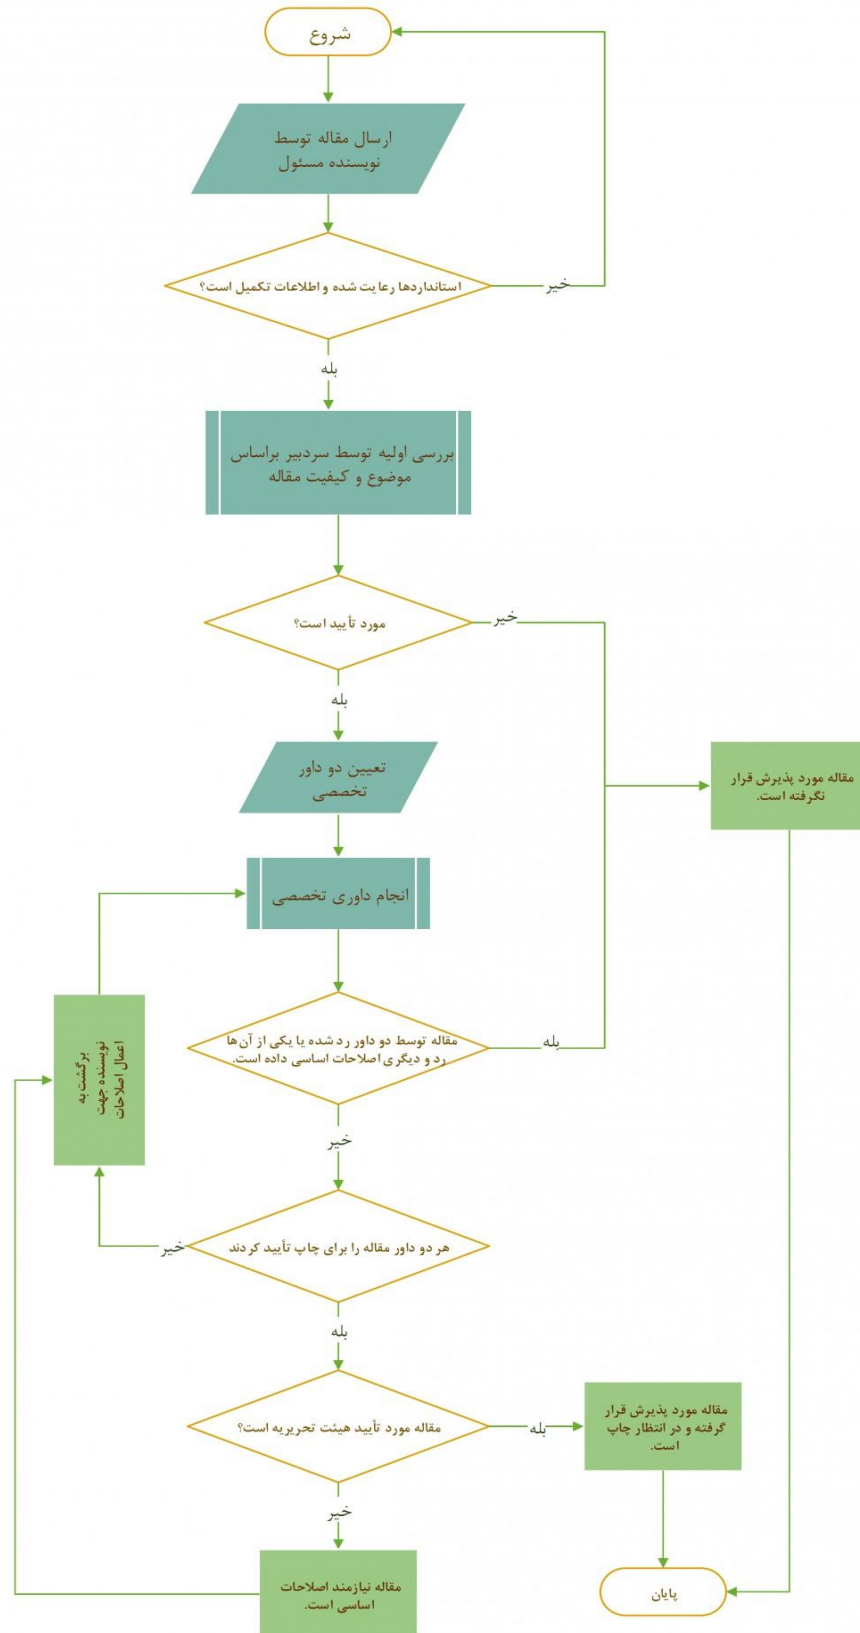 شروع
ارسال مقاله توسط
نویسنده مسئول
استانداردها رعایت شده و اطلاعات تکمیل است؟
خیر
بله
بررسی اولیه توسط سردبیر براساس
موضوع و کیفیت مقاله
مورد تأیید است؟
خیر
بله
تعیین دو داور
تخصصی
مقاله مورد پذیرش قرار
نگرفته است.
انجام داوری تخصصی
مقاله توسط دو داور رد شده یا یکی از آن‌ها
رد و دیگری اصلاحات اساسی داده است.
بله
برگشت به
نویسنده جهت
اعمال اصلاحات
خیر
هر دو داور مقاله را برای چاپ تأیید کردند
خیر
بله
مقاله مورد تأیید هیئت تحریریه است؟
بله
مقاله مورد پذیرش قرار
گرفته و در انتظار چاپ
است.
خیر
مقاله نیازمند اصلاحات
اساسی است.
پایان